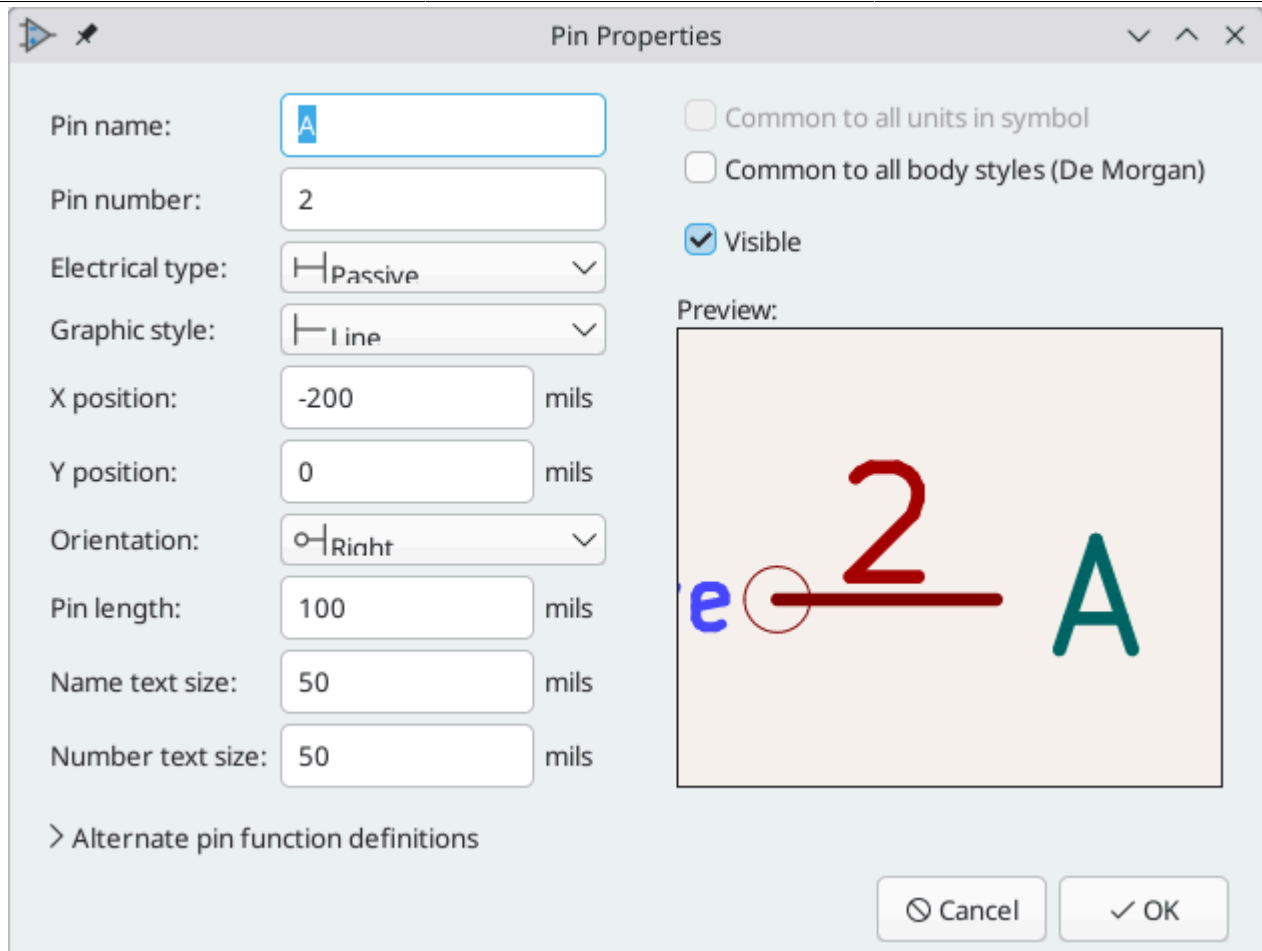 Pin Properties
Pin name: A
Pin number: 2
Electrical type: Passive
Graphic style: Line
X position: -200 mils
Y position: 0 mils
Orientation: Right
Pin length: 100 mils
Name text size: 50 mils
Number text size: 50 mils
Alternate pin function definitions
Common to all units in symbol
Common to all body styles (De Morgan)
Visible
Preview:
2
e
A
Cancel
OK